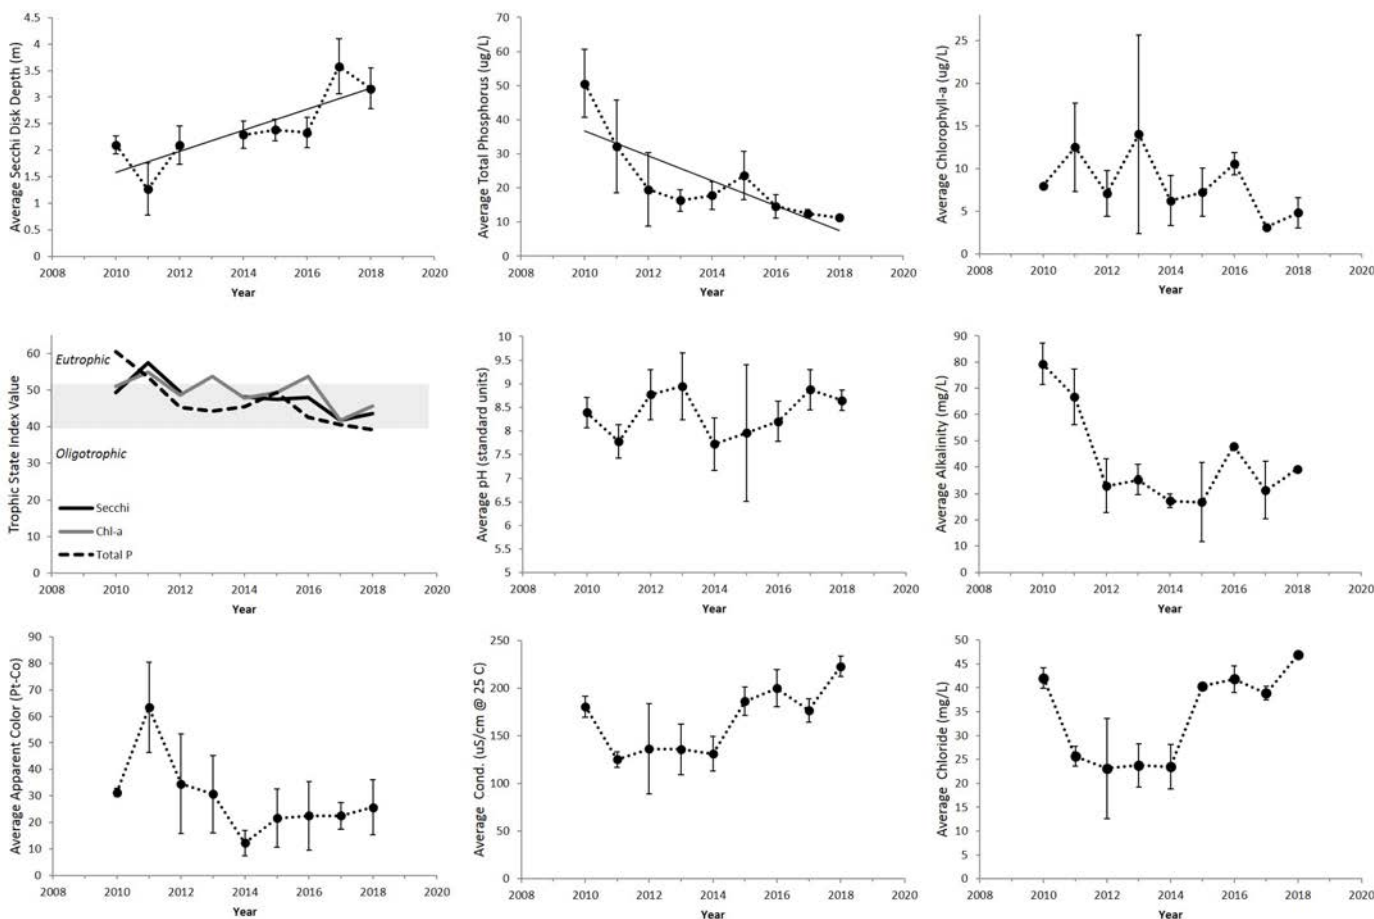 Average Secchi Disk Depth (m)
4.5
4
3.5
3
2.5
2
1.5
1
0.5
0
2008 2010 2012 2014 2016 2018 2020
Year
Average Total Phosphorus (ug/L)
70
60
50
40
30
20
10
0
2008 2010 2012 2014 2016 2018 2020
Year
Average Chlorophyll-a (ug/L)
25
20
15
10
5
0
2008 2010 2012 2014 2016 2018 2020
Year
Trophic State Index Value
60
50
40
30
20
10
0
Eutrophic
Oligotrophic
Secchi
Chl-a
Total P
2008 2010 2012 2014 2016 2018 2020
Year
Average pH (standard units)
10
9.5
9
8.5
8
7.5
7
6.5
6
5.5
5
2008 2010 2012 2014 2016 2018 2020
Year
Average Alkalinity (mg/L)
90
80
70
60
50
40
30
20
10
0
2008 2010 2012 2014 2016 2018 2020
Year
Average Apparent Color (Pt-Co)
90
80
70
60
50
40
30
20
10
0
2008 2010 2012 2014 2016 2018 2020
Year
Average Cond. (uS/cm @ 25 C)
250
200
150
100
50
0
2008 2010 2012 2014 2016 2018 2020
Year
Average Chloride (mg/L)
50
45
40
35
30
25
20
15
10
5
0
2008 2010 2012 2014 2016 2018 2020
Year